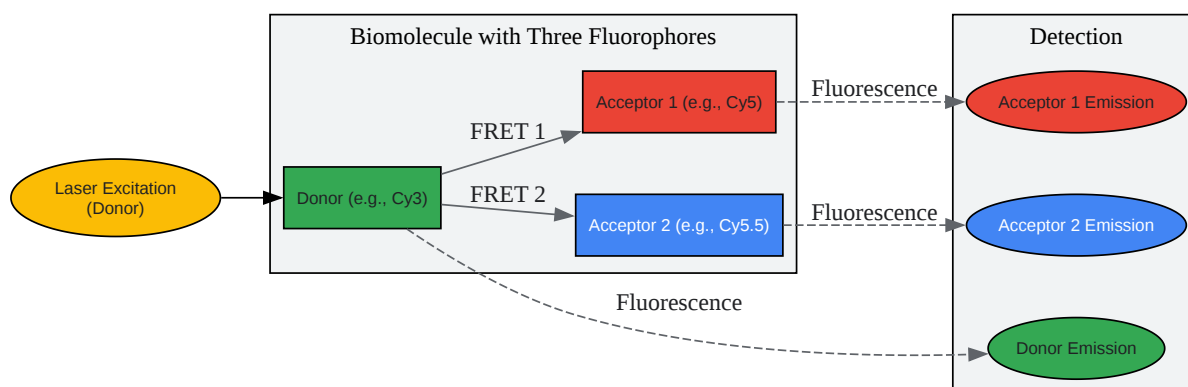 Biomolecule with Three Fluorophores
Detection
Laser Excitation
(Donor)
Donor (e.g., Cy3)
FRET 1
FRET 2
Acceptor 1 (e.g., Cy5)
Acceptor 2 (e.g., Cy5.5)
Fluorescence
Fluorescence
Fluorescence
Acceptor 1 Emission
Acceptor 2 Emission
Donor Emission